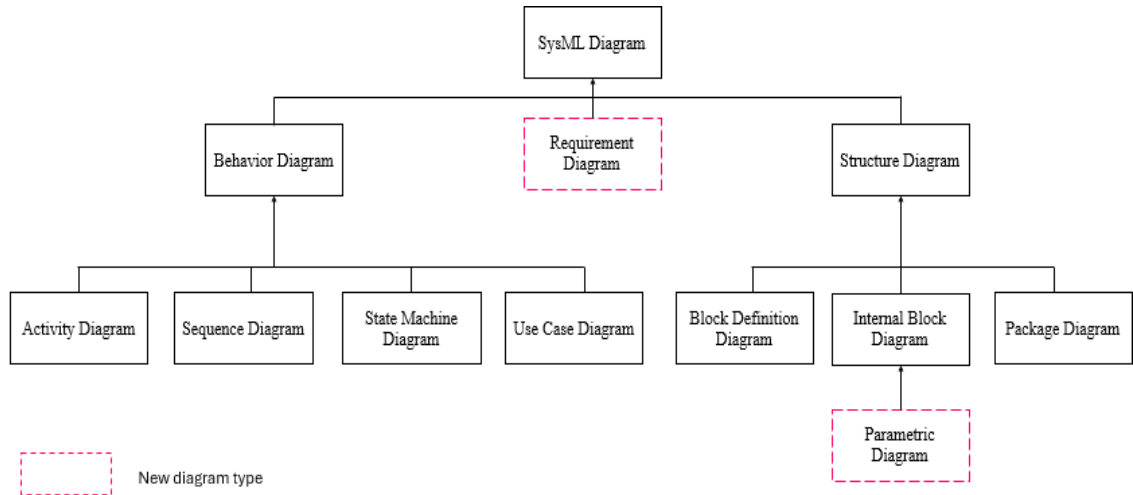 SysML Diagram
Behavior Diagram
Requirement
Diagram
Structure Diagram
Activity Diagram
Sequence Diagram
State Machine
Diagram
Use Case Diagram
Block Definition
Diagram
Internal Block
Diagram
Package Diagram
Parametric
Diagram
New diagram type